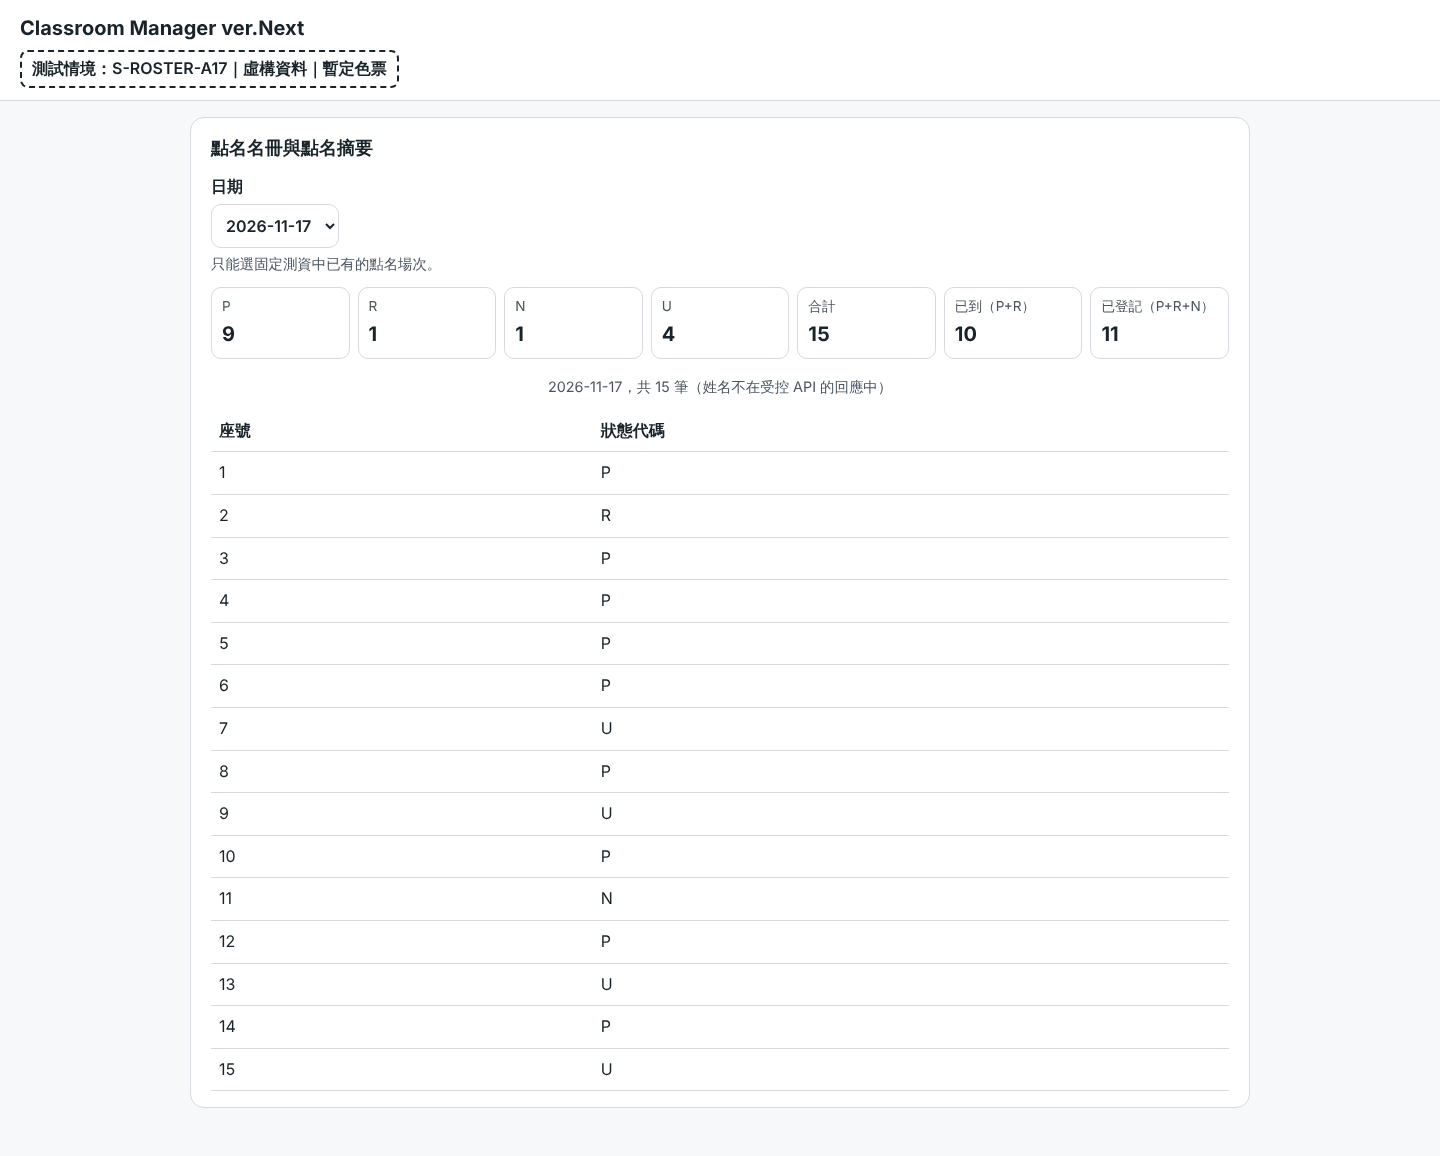 Classroom Manager ver.Next
測試情境：S-ROSTER-A17｜虛構資料｜暫定色票
點名名冊與點名摘要
日期
2026-11-17
只能選固定測資中已有的點名場次。
P R N U 合計 已到（P+R） 已登記（P+R+N）
9 1 1 4 15 10 11
2026-11-17，共 15 筆（姓名不在受控 API 的回應中）
座號 狀態代碼
1 P
2 R
3 P
4 P
5 P
6 P
7 U
8 P
9 U
10 P
11 N
12 P
13 U
14 P
15 U